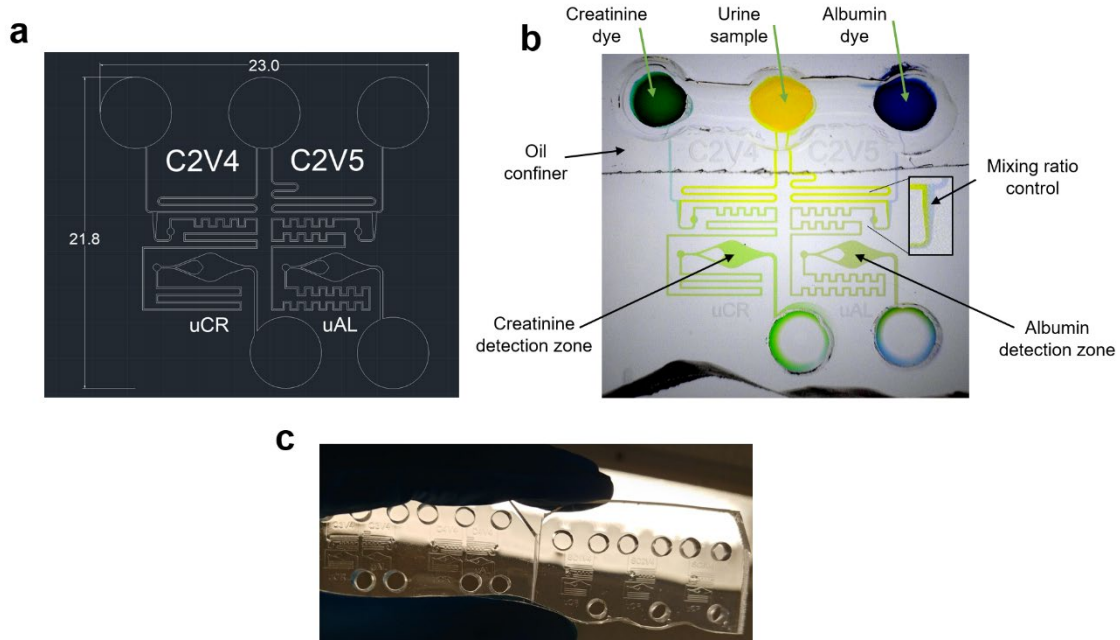 a
23.0
C2V4 C2V5
21.8
uCR uAL
b
Creatinine
dye
Urine
sample
Albumin
dye
Oil
confiner
C2V4 C2V5
Mixing ratio
control
uCR uAL
Creatinine
detection zone
Albumin
detection zone
c